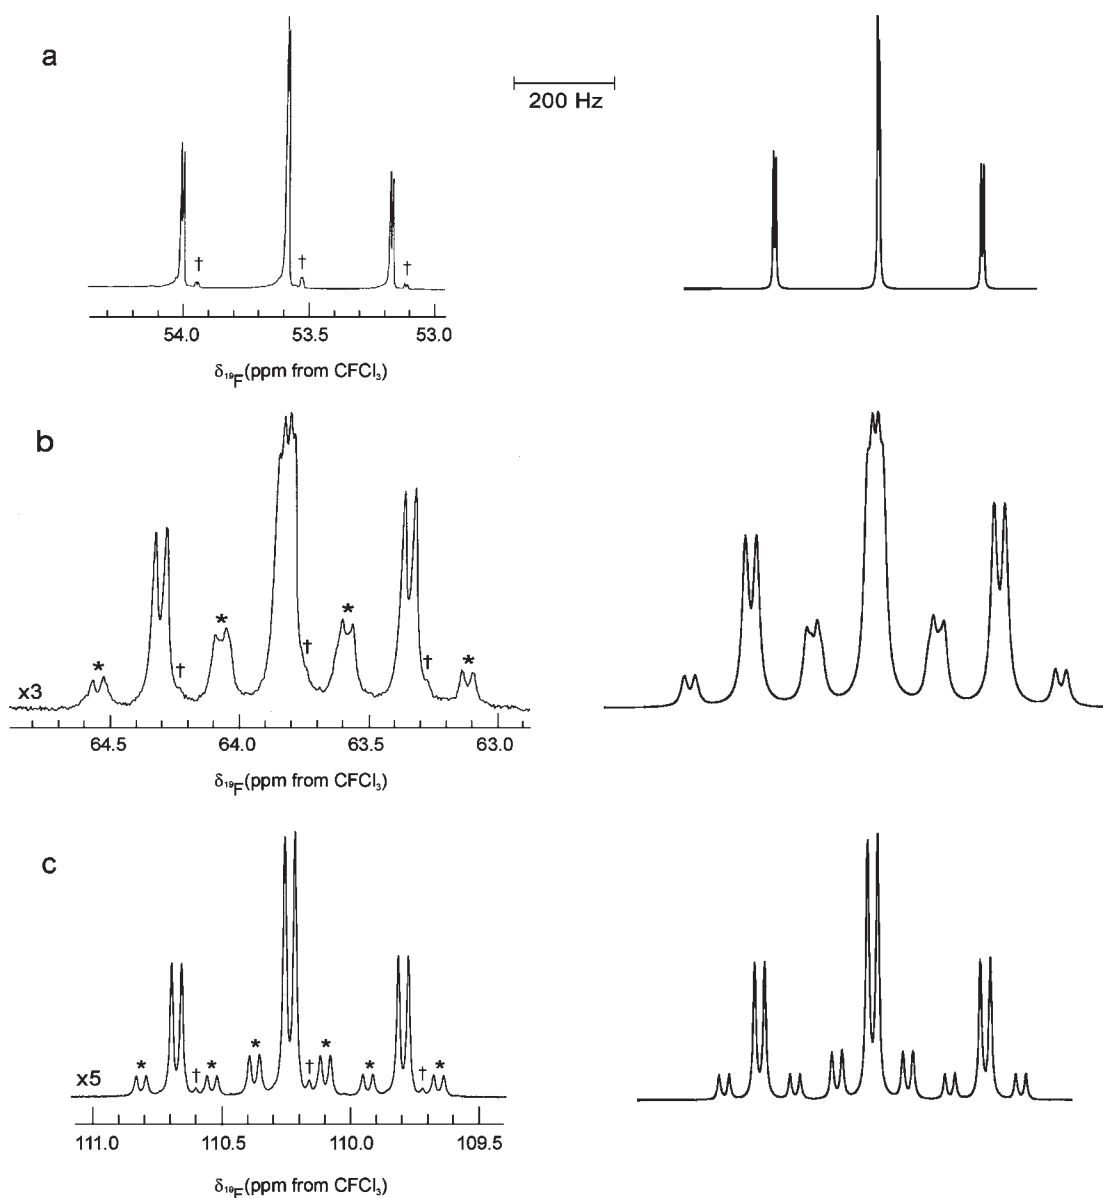 a
200 Hz
† † †
54.0 53.5 53.0
δ₁₉F(ppm from CFCl₃)
b
* * * *
† †  †
x3
64.5 64.0 63.5 63.0
δ₁₉F(ppm from CFCl₃)
c
* * * * * *
† † †
x5
111.0 110.5 110.0 109.5
δ₁₉F(ppm from CFCl₃)